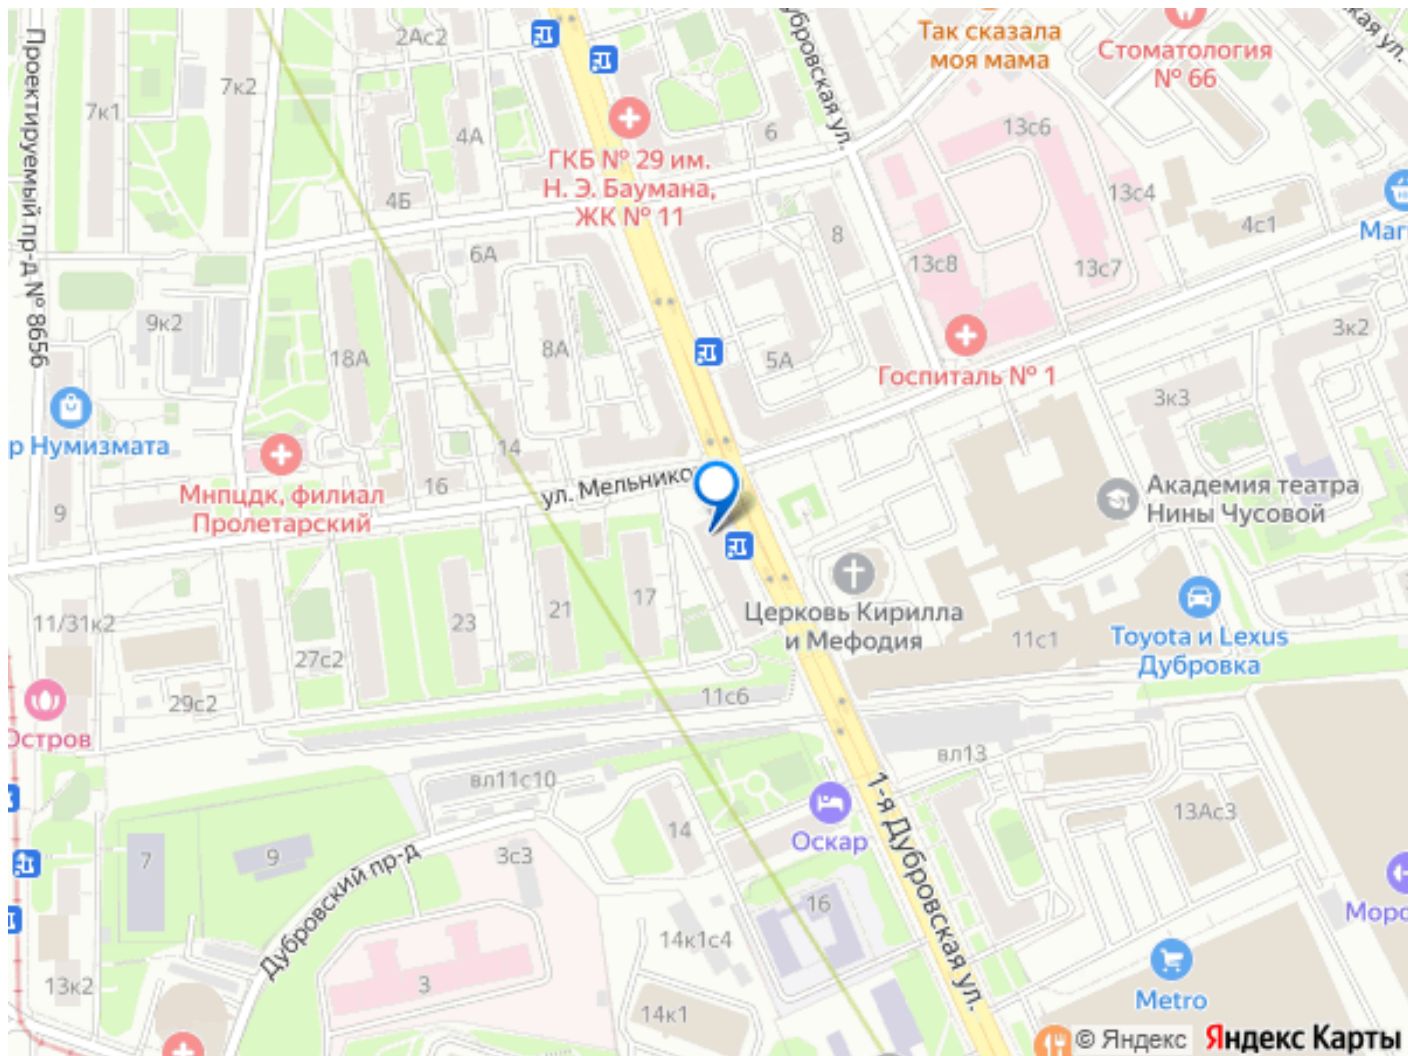 2Ас2
Так сказала
моя мама
Стоматология
№ 66
Проектируемый пр-д № 8656
7к1
7к2
4А
6
13с6
ГКБ № 29 им.
Н. Э. Баумана,
ЖК № 11
4Б
13с4
4с1
8
6А
13с8
13с7
9к2
3к2
18А
8А
5А
Госпиталь № 1
3к3
Нумизмата
14
16
ул.
Мнпцдк, филиал
Пролетарский
9
Академия театра
Нины Чусовой
17
21
23
11/31к2
Церковь Кирилла
и Мефодия
11с1
Toyota и Lexus
Дубровка
27с2
29с2
11с6
вл13
вл11с10
1-я Дубровская ул.
Оскар
13Ас3
14
7
9
3с3
Дубровский пр-д
16
14к1с4
13к2
3
14к1
Metro
© Яндекс Яндекс Карты